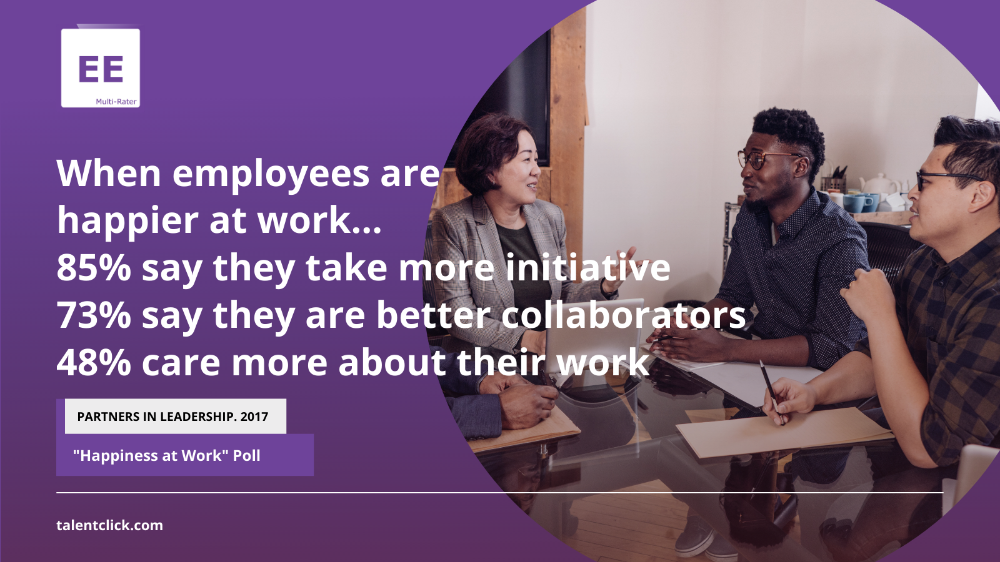 EE
Multi-Rater
When employees are
happier at work...
85% say they take more initiative
73% say they are better collaborators
48% care more about their work
PARTNERS IN LEADERSHIP. 2017
"Happiness at Work" Poll
talentclick.com